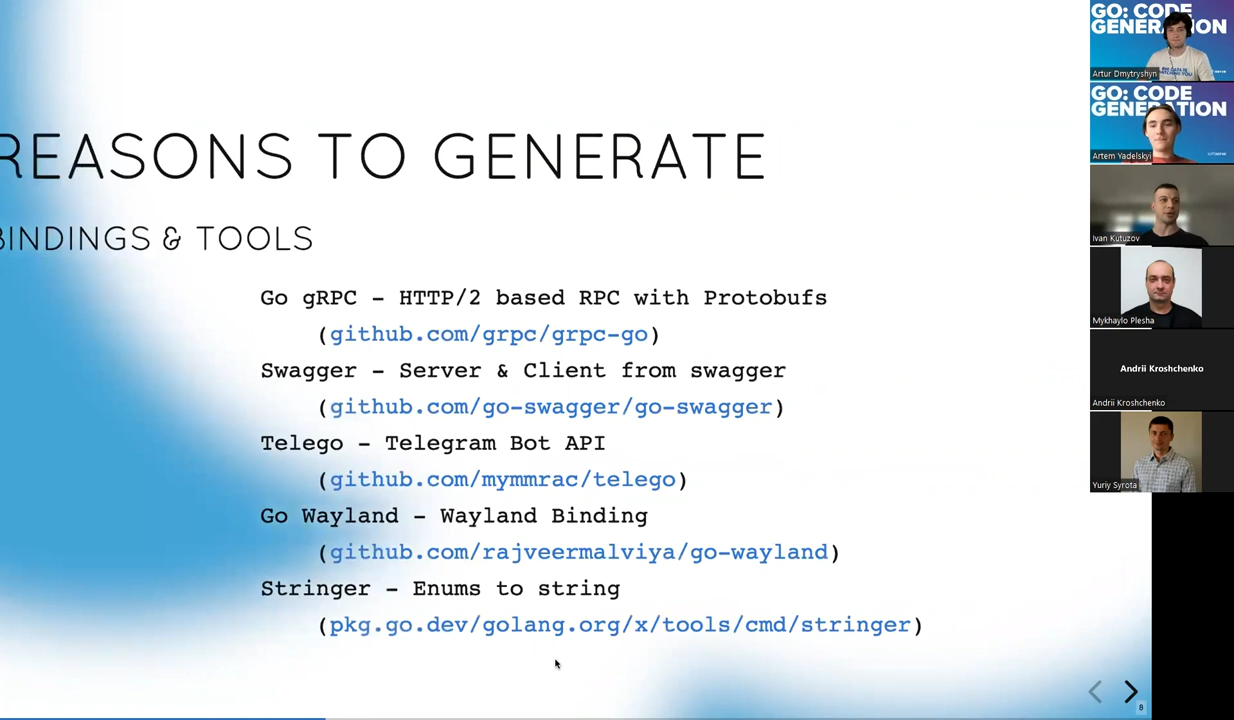 REASONS TO GENERATE
BINDINGS & TOOLS
Go gRPC - HTTP/2 based RPC with Protobufs
(github.com/grpc/grpc-go)
Swagger - Server & Client from swagger
(github.com/go-swagger/go-swagger)
Telego - Telegram Bot API
(github.com/mymmrac/telego)
Go Wayland - Wayland Binding
(github.com/rajveermalviya/go-wayland)
Stringer - Enums to string
(pkg.go.dev/golang.org/x/tools/cmd/stringer)
8
GO: CODE
GENERATION
Artur Dmytryshyn
GO: CODE
GENERATION
Artem Yadelskyi
Ivan Kutuzov
Mykhaylo Plesha
Andrii Kroshchenko
Andrii Kroshchenko
Yuriy Syrota